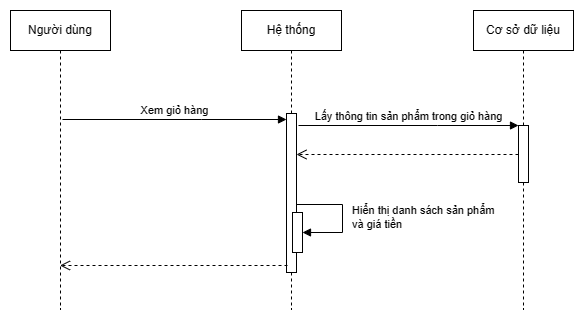 Người dùng
Hệ thống
Cơ sở dữ liệu
Xem giỏ hàng
Lấy thông tin sản phẩm trong giỏ hàng
Hiển thị danh sách sản phẩm
và giá tiền